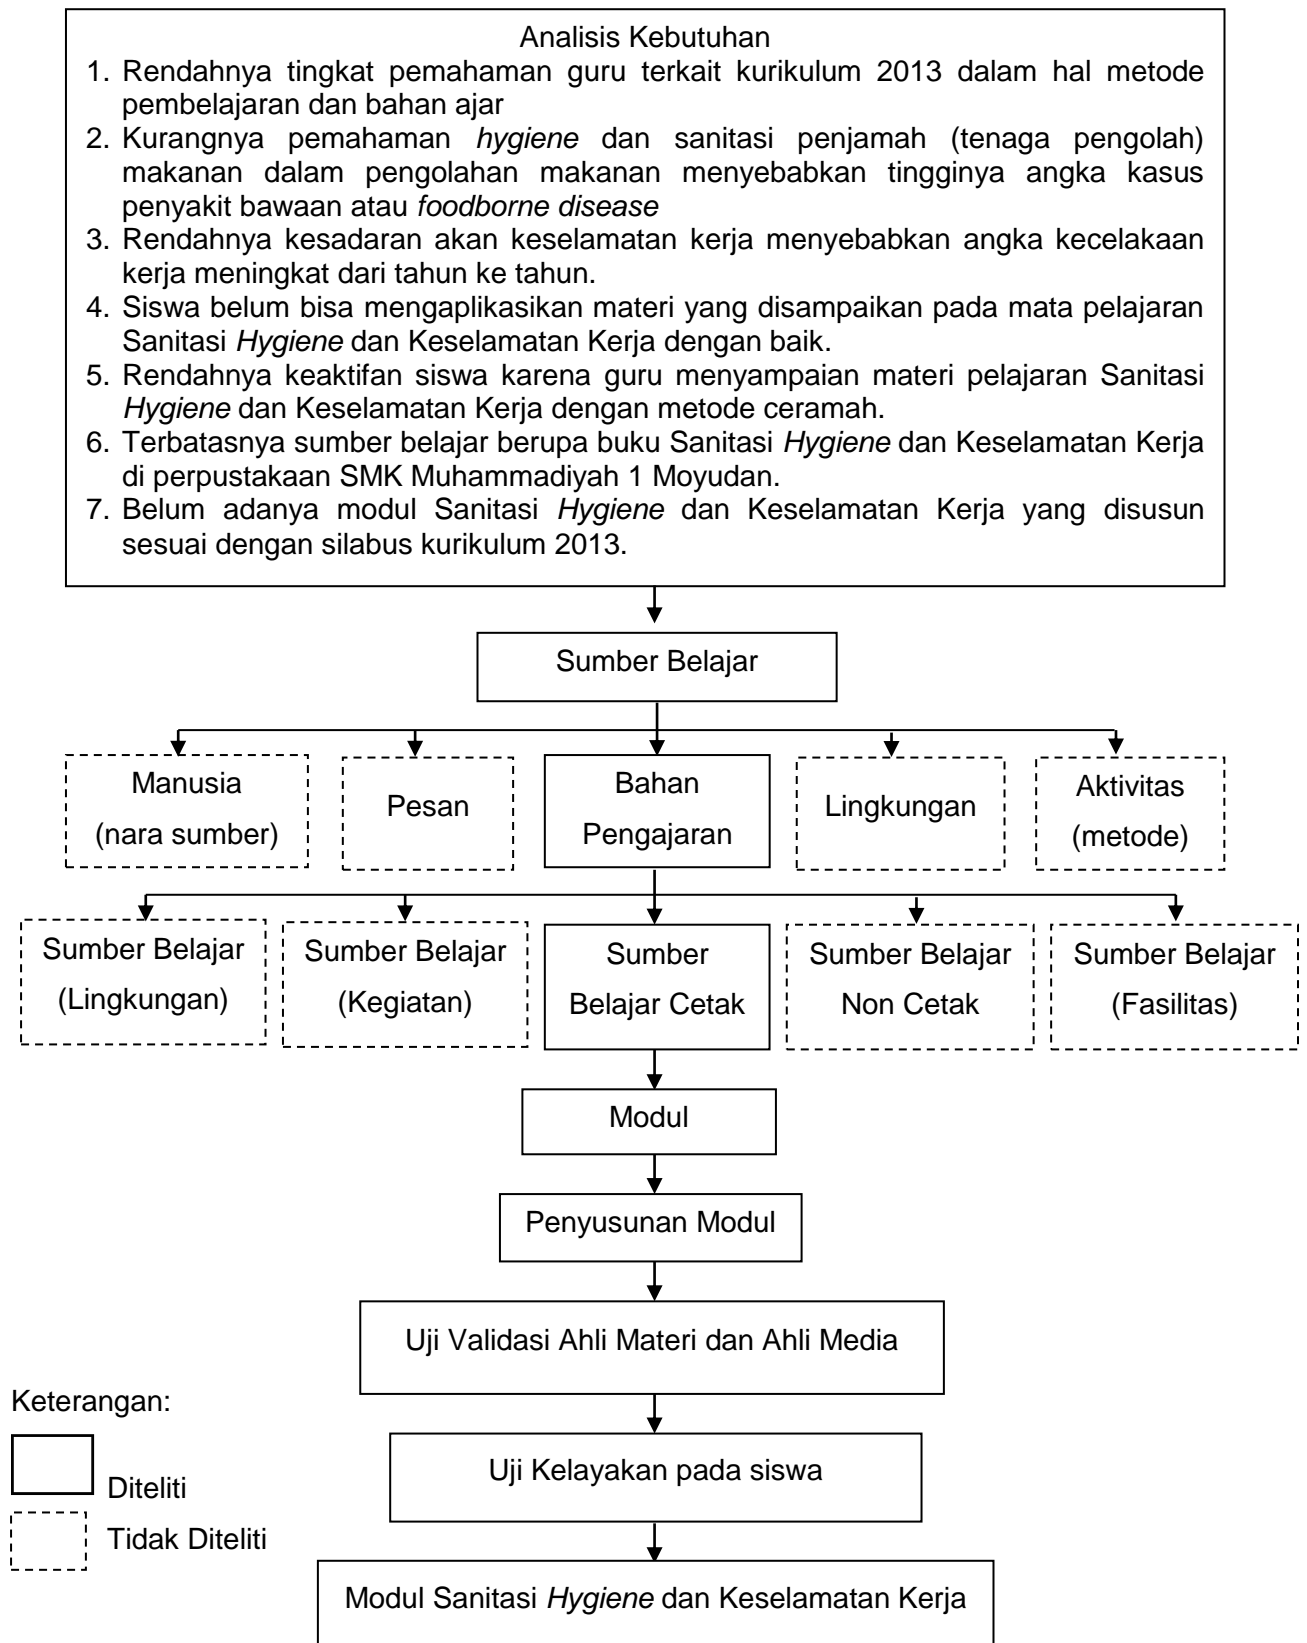 Analisis Kebutuhan
1. Rendahnya tingkat pemahaman guru terkait kurikulum 2013 dalam hal metode
pembelajaran dan bahan ajar
2. Kurangnya pemahaman hygiene dan sanitasi penjamah (tenaga pengolah)
makanan dalam pengolahan makanan menyebabkan tingginya angka kasus
penyakit bawaan atau foodborne disease
3. Rendahnya kesadaran akan keselamatan kerja menyebabkan angka kecelakaan
kerja meningkat dari tahun ke tahun.
4. Siswa belum bisa mengaplikasikan materi yang disampaikan pada mata pelajaran
Sanitasi Hygiene dan Keselamatan Kerja dengan baik.
5. Rendahnya keaktifan siswa karena guru menyampaian materi pelajaran Sanitasi
Hygiene dan Keselamatan Kerja dengan metode ceramah.
6. Terbatasnya sumber belajar berupa buku Sanitasi Hygiene dan Keselamatan Kerja
di perpustakaan SMK Muhammadiyah 1 Moyudan.
7. Belum adanya modul Sanitasi Hygiene dan Keselamatan Kerja yang disusun
sesuai dengan silabus kurikulum 2013.
Sumber Belajar
Manusia
(nara sumber)
Pesan
Bahan
Pengajaran
Lingkungan
Aktivitas
(metode)
Sumber Belajar
(Lingkungan)
Sumber Belajar
(Kegiatan)
Sumber
Belajar Cetak
Sumber Belajar
Non Cetak
Sumber Belajar
(Fasilitas)
Modul
Penyusunan Modul
Uji Validasi Ahli Materi dan Ahli Media
Uji Kelayakan pada siswa
Modul Sanitasi Hygiene dan Keselamatan Kerja
Keterangan:
Diteliti
Tidak Diteliti